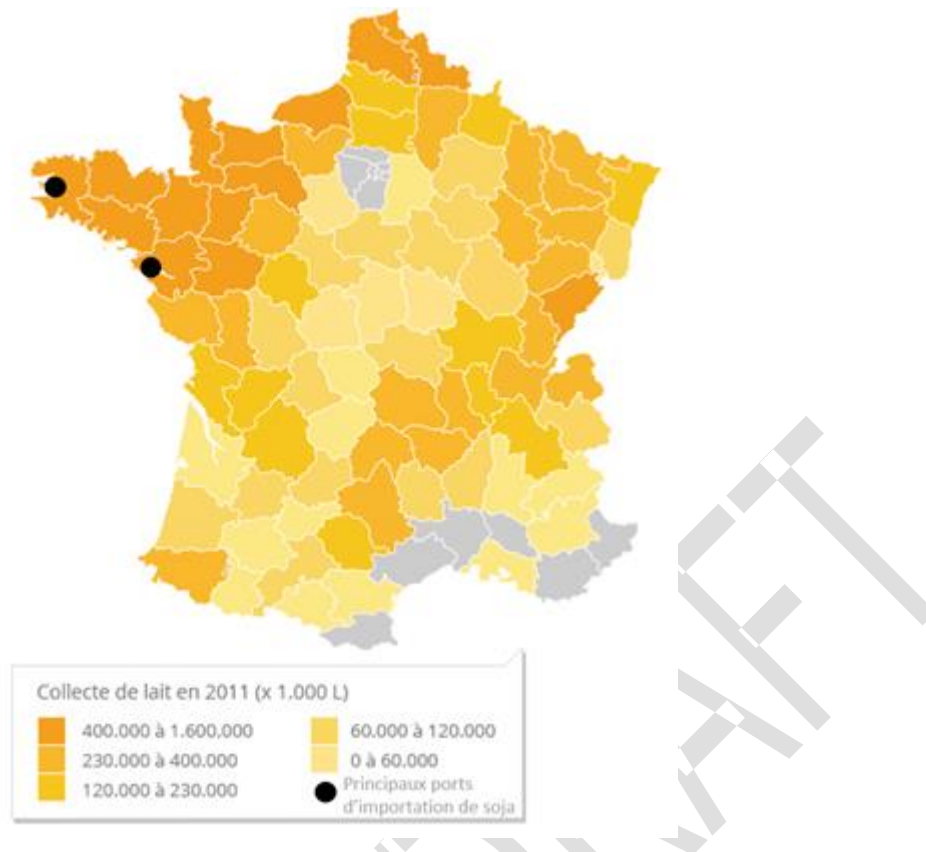 Collecte de lait en 2011 (x 1.000 L)
400.000 à 1.600.000
230.000 à 400.000
120.000 à 230.000
60.000 à 120.000
0 à 60.000
Principaux ports
d'importation de soja
DRAFT